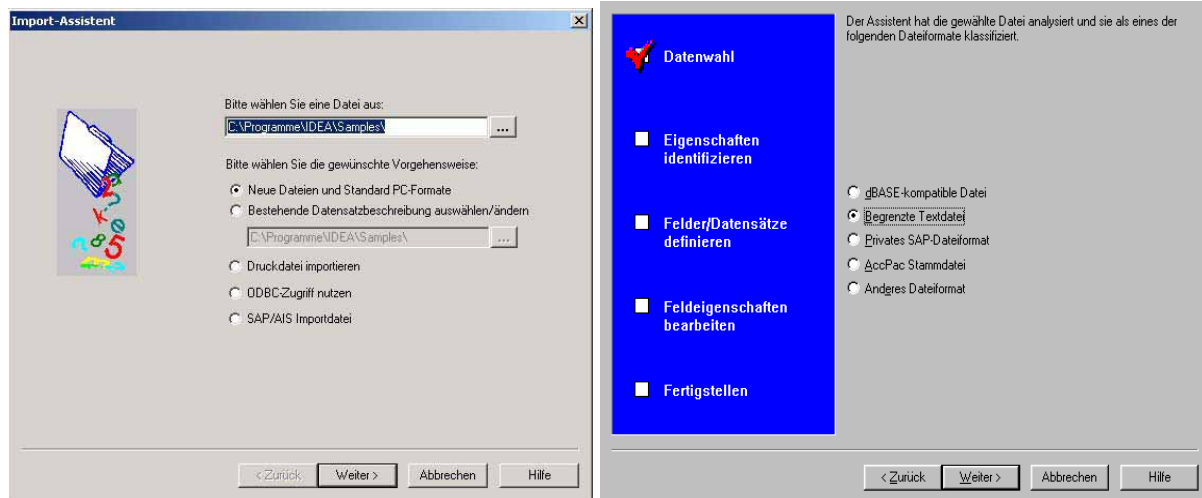 Import-Assistent
Bitte wählen Sie eine Datei aus:
C:\Programme\IDEA\Samples\
...
Bitte wählen Sie die gewünschte Vorgehensweise:
Neue Dateien und Standard PC-Formate
Bestehende Datensatzbeschreibung auswählen/ändern
C:\Programme\IDEA\Samples\
...
Druckdatei importieren
ODBC-Zugriff nutzen
SAP/AIS Importdatei
< Zurück
Weiter >
Abbrechen
Hilfe
Der Assistent hat die gewählte Datei analysiert und sie als eines der
folgenden Dateiformate klassifiziert.
Datenwahl
Eigenschaften
identifizieren
Felder/Datensätze
definieren
Feldeigenschaften
bearbeiten
Fertigstellen
dBASE-kompatible Datei
Begrenzte Textdatei
Privates SAP-Dateiformat
AccPac Stammdatei
Anderes Dateiformat
< Zurück
Weiter >
Abbrechen
Hilfe